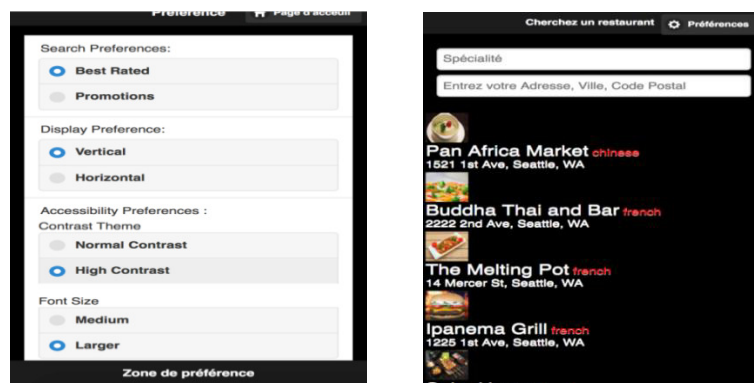 Préférence Page d'acceuil
Search Preferences:
Best Rated
Promotions
Display Preference:
Vertical
Horizontal
Accessibility Preferences :
Contrast Theme
Normal Contrast
High Contrast
Font Size
Medium
Larger
Zone de préférence
Cherchez un restaurant Préférences
Spécialité
Entrez votre Adresse, Ville, Code Postal
Pan Africa Market chinese
1521 1st Ave, Seattle, WA
Buddha Thai and Bar french
2222 2nd Ave, Seattle, WA
The Melting Pot french
14 Mercer St, Seattle, WA
Ipanema Grill french
1225 1st Ave, Seattle, WA